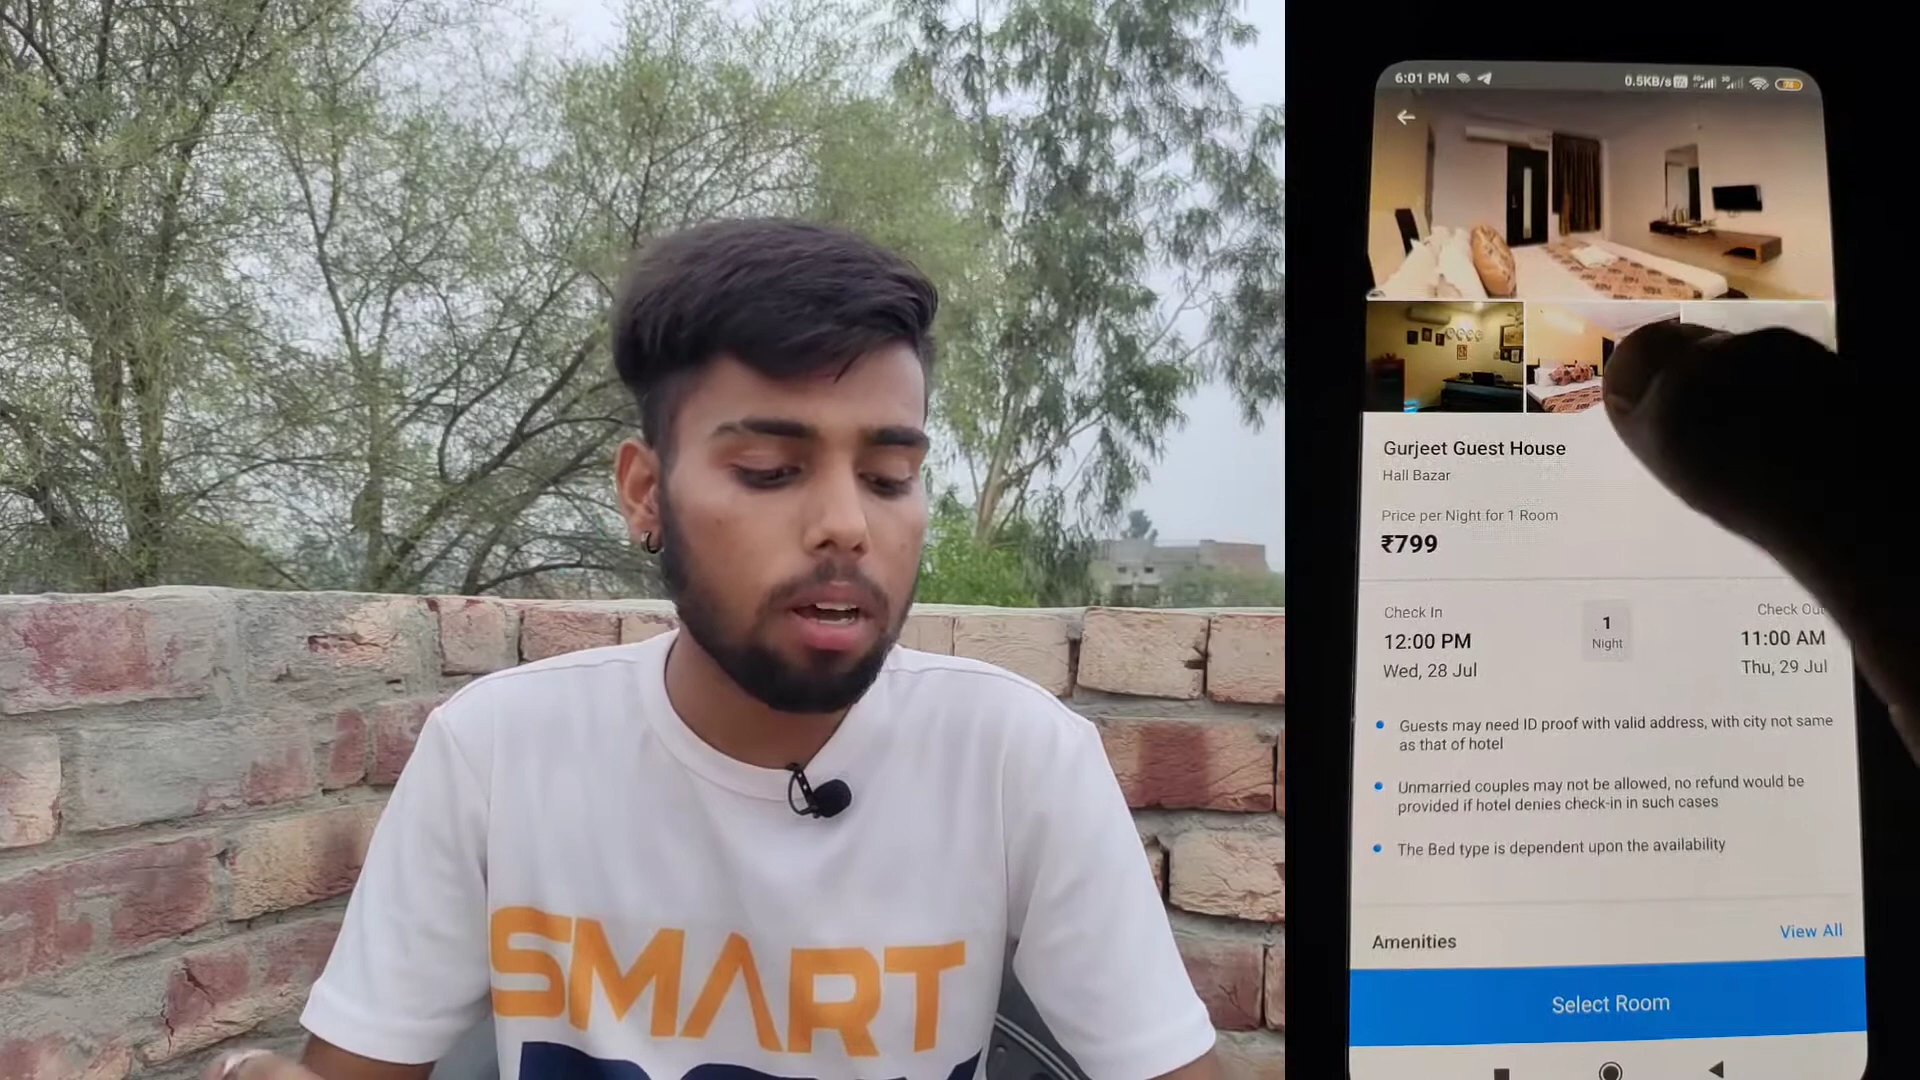 6:01 PM
0.5KB/s
Gurjeet Guest House
Hall Bazar
Price per Night for 1 Room
₹799
Check In
1
Check Out
12:00 PM
Night
11:00 AM
Wed, 28 Jul
Thu, 29 Jul
Guests may need ID proof with valid address, with city not same
as that of hotel
Unmarried couples may not be allowed, no refund would be
provided if hotel denies check-in in such cases
The Bed type is dependent upon the availability
Amenities
View All
Select Room
SMART